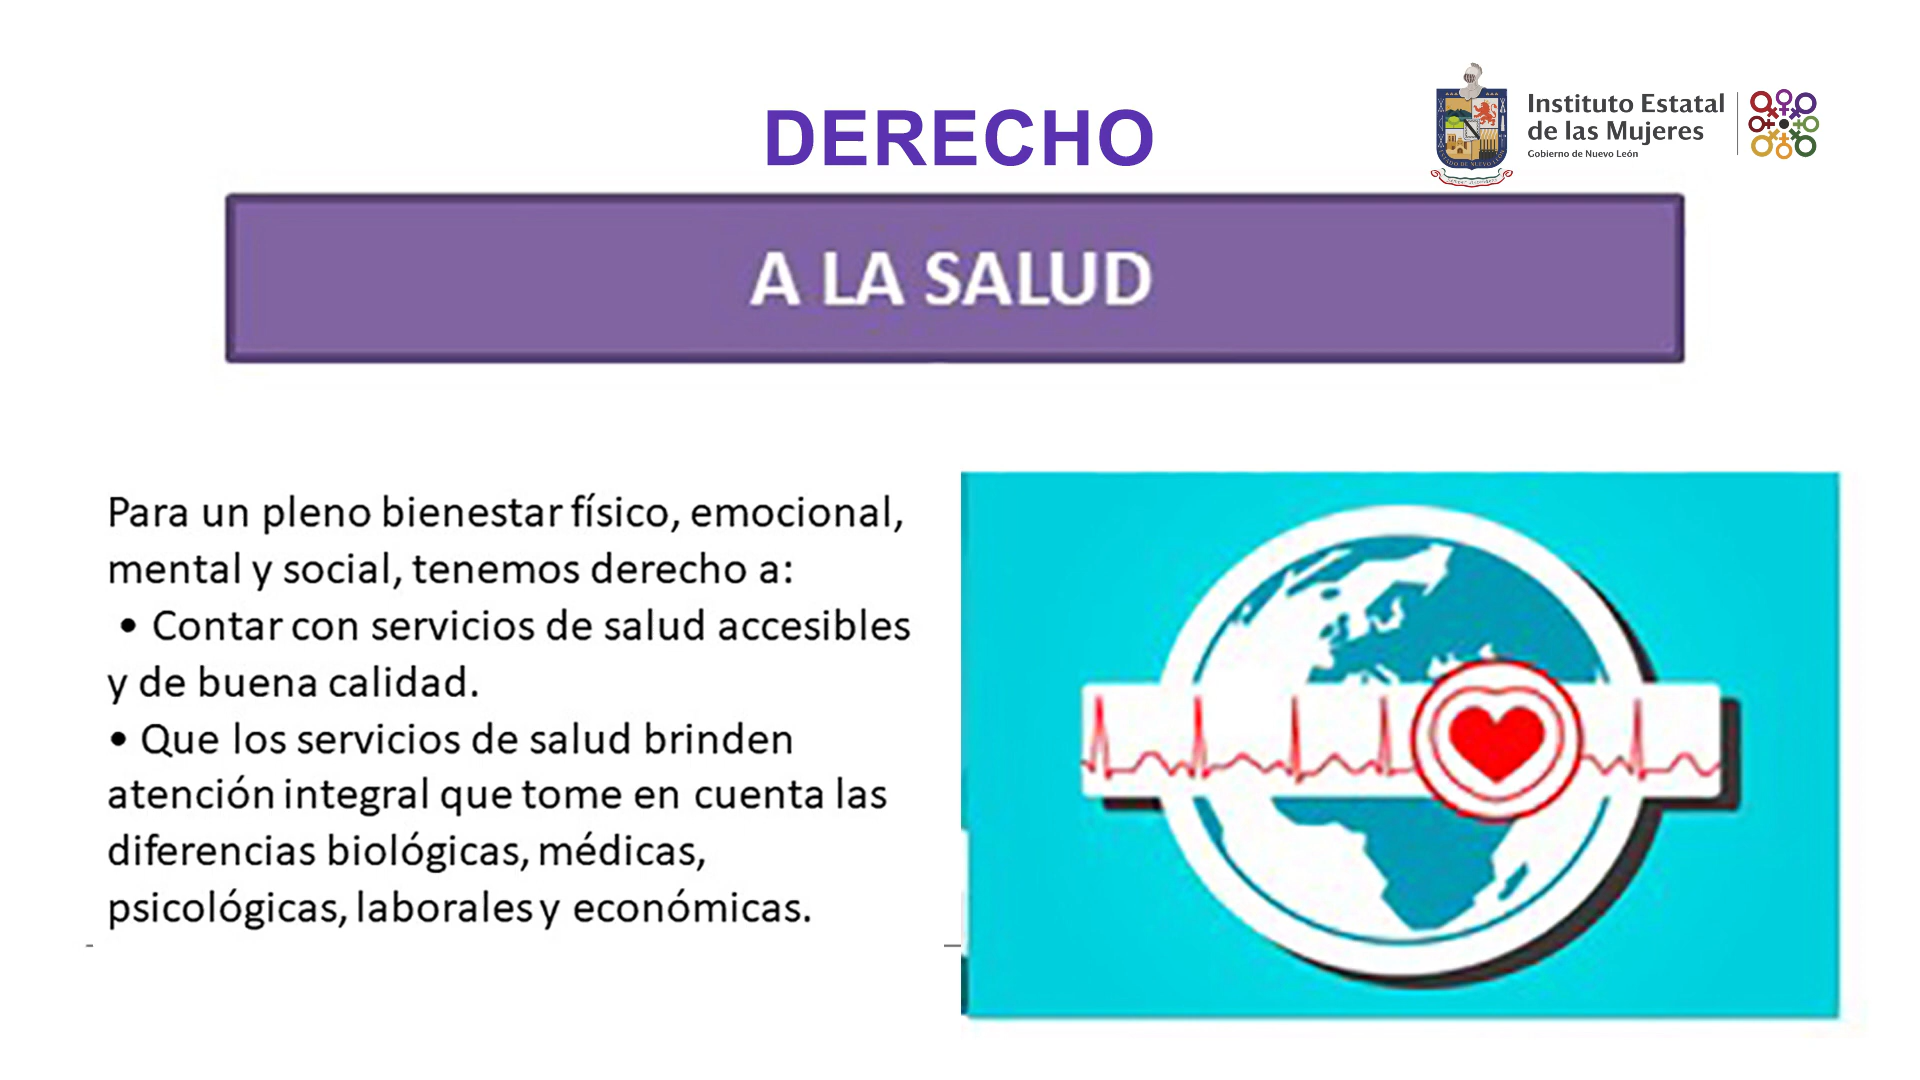 DERECHO
Instituto Estatal
de las Mujeres
Gobierno de Nuevo León
A LA SALUD
Para un pleno bienestar físico, emocional,
mental y social, tenemos derecho a:
• Contar con servicios de salud accesibles
y de buena calidad.
• Que los servicios de salud brinden
atención integral que tome en cuenta las
diferencias biológicas, médicas,
psicológicas, laborales y económicas.